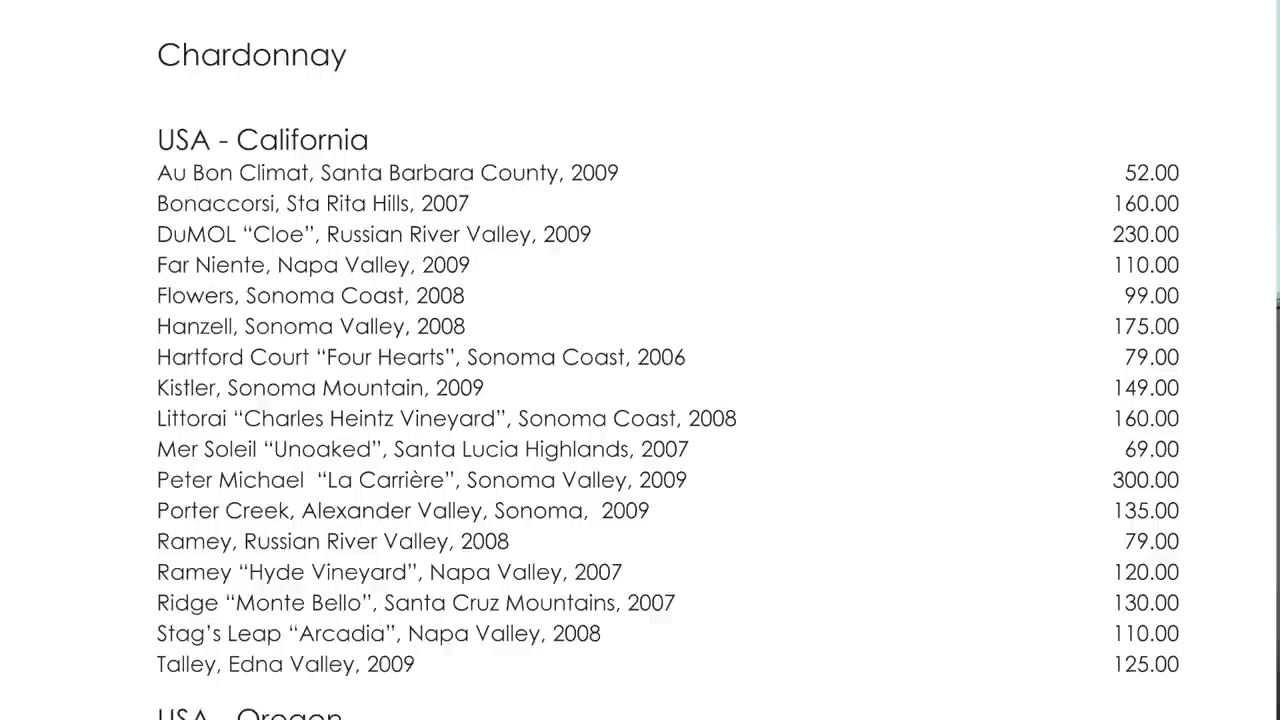 Chardonnay
USA - California
Au Bon Climat, Santa Barbara County, 2009 52.00
Bonaccorsi, Sta Rita Hills, 2007 160.00
DuMOL “Cloe”, Russian River Valley, 2009 230.00
Far Niente, Napa Valley, 2009 110.00
Flowers, Sonoma Coast, 2008 99.00
Hanzell, Sonoma Valley, 2008 175.00
Hartford Court “Four Hearts”, Sonoma Coast, 2006 79.00
Kistler, Sonoma Mountain, 2009 149.00
Littorai “Charles Heintz Vineyard”, Sonoma Coast, 2008 160.00
Mer Soleil “Unoaked”, Santa Lucia Highlands, 2007 69.00
Peter Michael “La Carrière”, Sonoma Valley, 2009 300.00
Porter Creek, Alexander Valley, Sonoma, 2009 135.00
Ramey, Russian River Valley, 2008 79.00
Ramey “Hyde Vineyard”, Napa Valley, 2007 120.00
Ridge “Monte Bello”, Santa Cruz Mountains, 2007 130.00
Stag’s Leap “Arcadia”, Napa Valley, 2008 110.00
Talley, Edna Valley, 2009 125.00
USA - Oregon